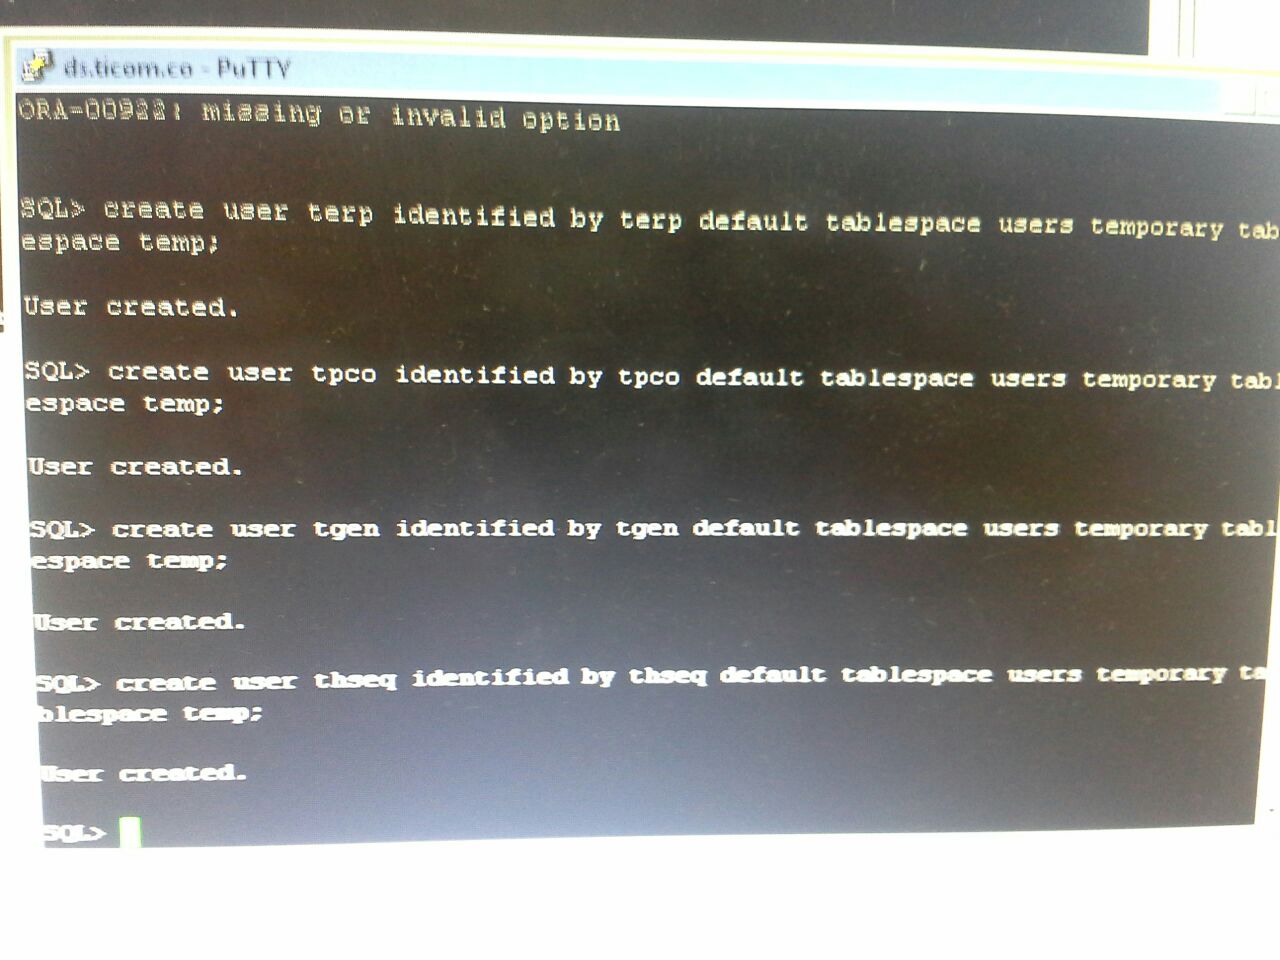 ds.ticom.co - PuTTY
ORA-00922: missing or invalid option
SQL> create user terp identified by terp default tablespace users temporary tab
espace temp;
User created.
SQL> create user tpco identified by tpco default tablespace users temporary tabl
espace temp;
User created.
SQL> create user tgen identified by tgen default tablespace users temporary tabl
espace temp;
User created.
SQL> create user thseq identified by thseq default tablespace users temporary ta
blespace temp;
User created.
SQL>